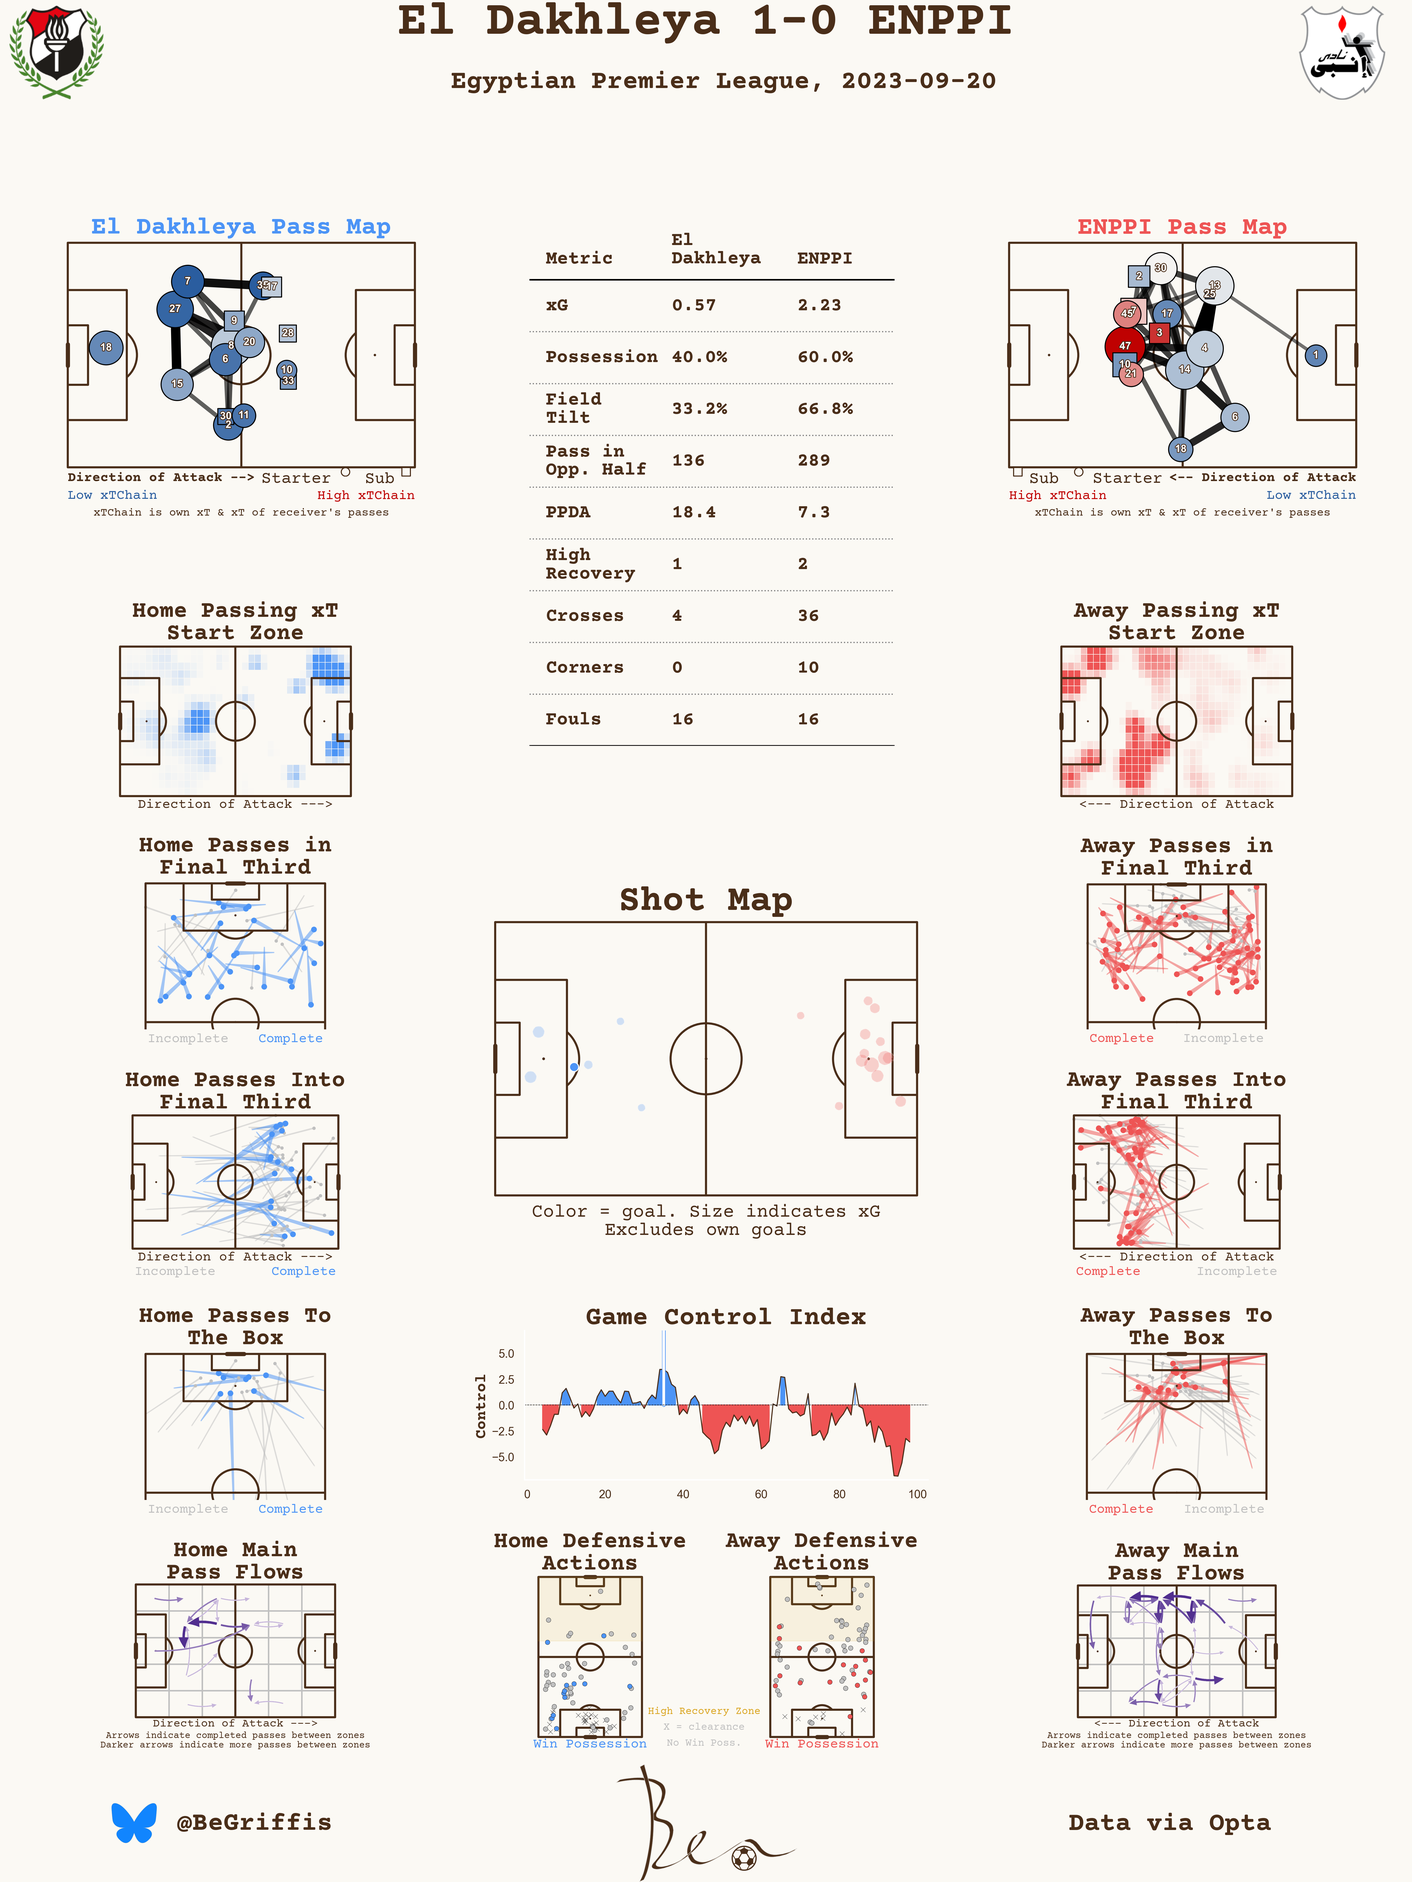 El Dakhleya 1-0 ENPPI
Egyptian Premier League, 2023-09-20
نادى
إنبى
El Dakhleya Pass Map
7
35
17
27
9
28
18
8
20
6
10
33
15
30
11
2
Direction of Attack --> Starter Sub
Low xTChain High xTChain
xTChain is own xT & xT of receiver's passes
Metric El Dakhleya ENPPI
xG 0.57 2.23
Possession 40.0% 60.0%
Field Tilt 33.2% 66.8%
Pass in Opp. Half 136 289
PPDA 18.4 7.3
High Recovery 1 2
Crosses 4 36
Corners 0 10
Fouls 16 16
ENPPI Pass Map
30
2
13
25
45
7
17
3
47
4
1
10
14
21
6
18
Sub Starter <-- Direction of Attack
High xTChain Low xTChain
xTChain is own xT & xT of receiver's passes
Home Passing xT
Start Zone
Direction of Attack --->
Away Passing xT
Start Zone
<--- Direction of Attack
Home Passes in
Final Third
Incomplete Complete
Shot Map
Color = goal. Size indicates xG
Excludes own goals
Away Passes in
Final Third
Complete Incomplete
Home Passes Into
Final Third
Direction of Attack --->
Incomplete Complete
Away Passes Into
Final Third
<--- Direction of Attack
Complete Incomplete
Home Passes To
The Box
Incomplete Complete
Game Control Index
Control
5.0
2.5
0.0
−2.5
−5.0
0 20 40 60 80 100
Away Passes To
The Box
Complete Incomplete
Home Main
Pass Flows
Direction of Attack --->
Arrows indicate completed passes between zones
Darker arrows indicate more passes between zones
Home Defensive
Actions
Win Possession
High Recovery Zone
X = clearance
No Win Poss.
Away Defensive
Actions
Win Possession
Away Main
Pass Flows
<--- Direction of Attack
Arrows indicate completed passes between zones
Darker arrows indicate more passes between zones
@BeGriffis
Ben
Data via Opta